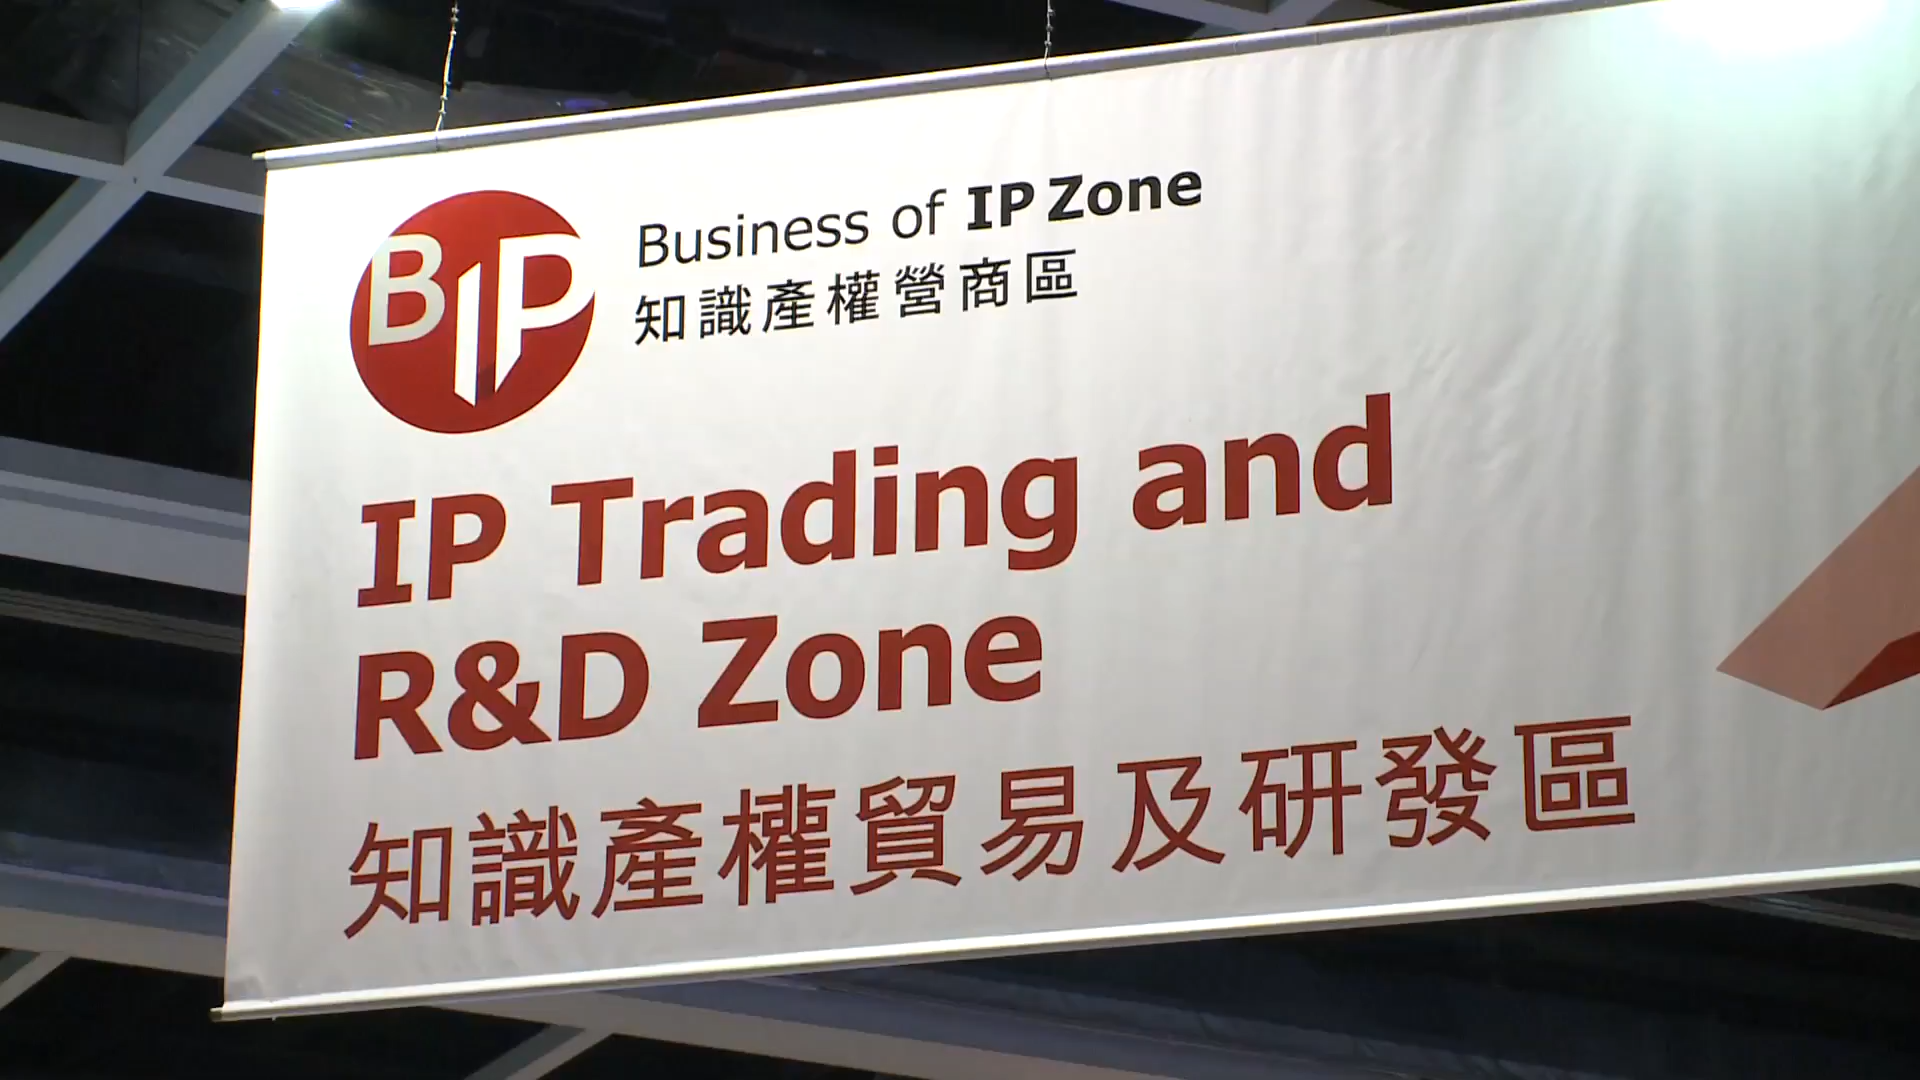 BIP
Business of IP Zone
知識產權營商區
IP Trading and
R&D Zone
知識產權貿易及研發區